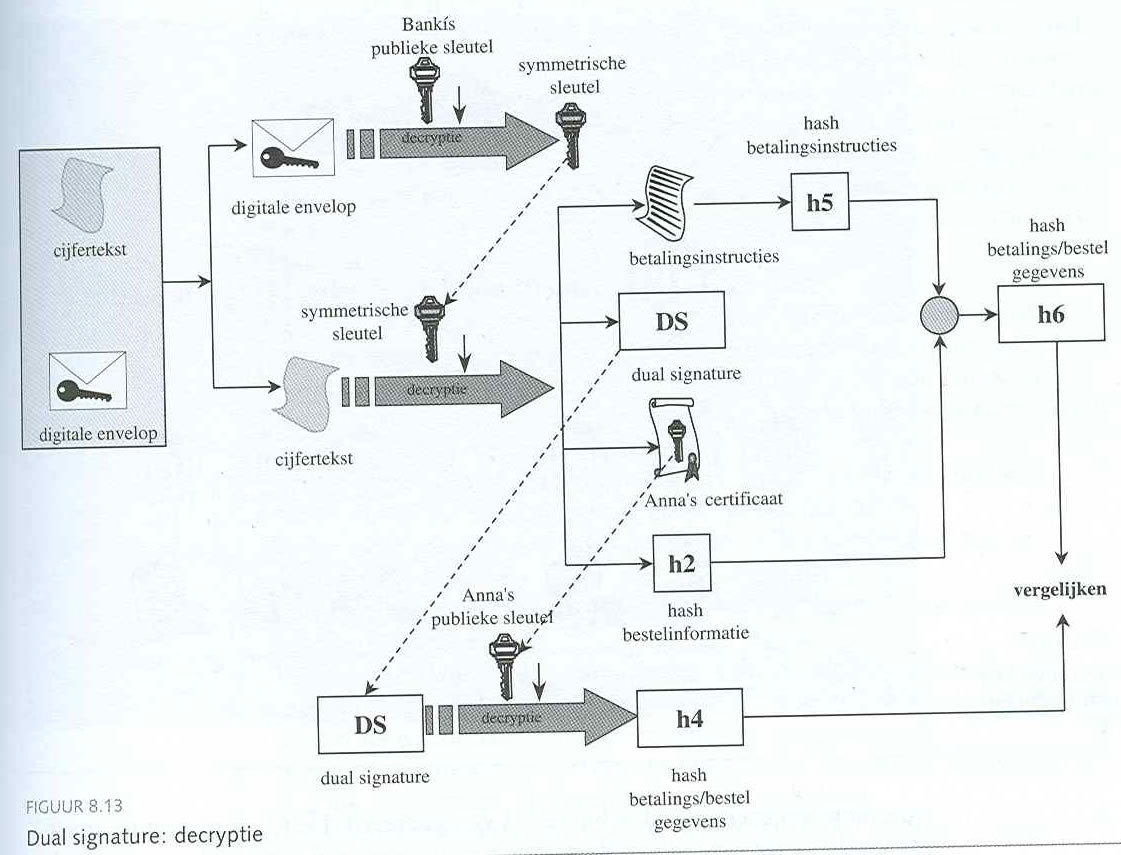 Bankís
publieke sleutel
symmetrische
sleutel
decryptie
digitale envelop
cijfertekst
digitale envelop
symmetrische
sleutel
decryptie
cijfertekst
hash
betalingsinstructies
h5
betalingsinstructies
DS
dual signature
Anna's certificaat
h2
hash
bestelinformatie
hash
betalings/bestel
gegevens
h6
vergelijken
Anna's
publieke sleutel
DS
dual signature
decryptie
h4
hash
betalings/bestel
gegevens
FIGUUR 8.13
Dual signature: decryptie